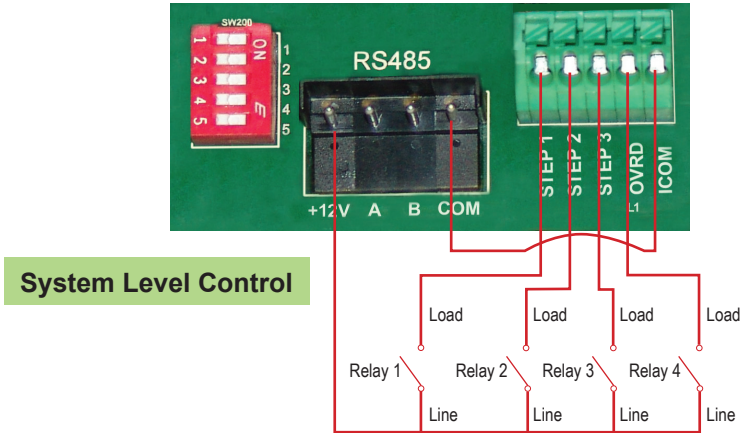 SW200
ON
1
2
3
4
5
1
2
3
4
5
E
RS485
+12V A B COM
STEP 1
STEP 2
STEP 3
OVRD
ICOM
L1
System Level Control
Load Load Load Load
Relay 1 Relay 2 Relay 3 Relay 4
Line Line Line Line